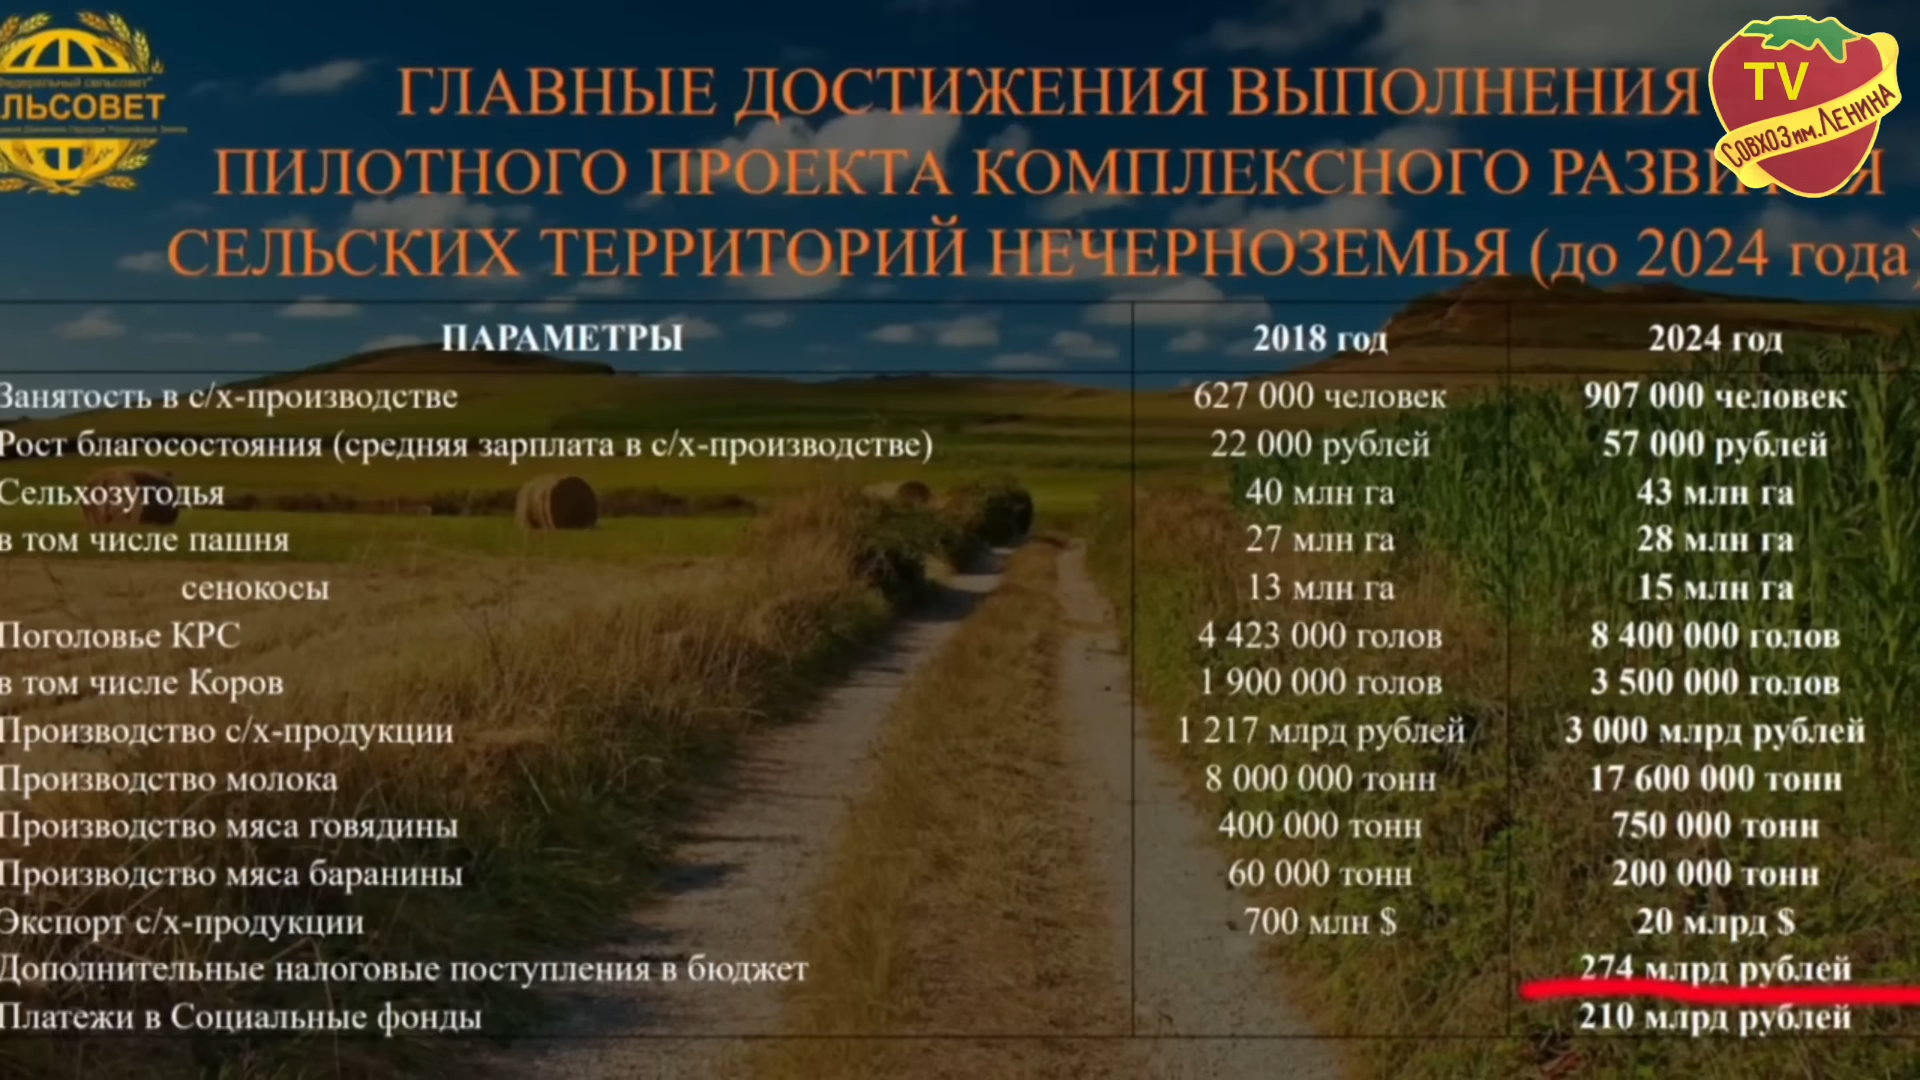 ЛЬСОВЕТ
TV
СОВХОЗ им. ЛЕНИНА
ГЛАВНЫЕ ДОСТИЖЕНИЯ ВЫПОЛНЕНИЯ
ПИЛОТНОГО ПРОЕКТА КОМПЛЕКСНОГО
СЕЛЬСКИХ ТЕРРИТОРИЙ НЕЧЕРНОЗЕМЬЯ (до 2024 года)
ПАРАМЕТРЫ 2018 год 2024 год
Занятость в с/х-производстве 627 000 человек 907 000 человек
Рост благосостояния (средняя зарплата в с/х-производстве) 22 000 рублей 57 000 рублей
Сельхозугодья 40 млн га 43 млн га
в том числе пашня 27 млн га 28 млн га
сенокосы 13 млн га 15 млн га
Поголовье КРС 4 423 000 голов 8 400 000 голов
в том числе Коров 1 900 000 голов 3 500 000 голов
Производство с/х-продукции 1 217 млрд рублей 3 000 млрд рублей
Производство молока 8 000 000 тонн 17 600 000 тонн
Производство мяса говядины 400 000 тонн 750 000 тонн
Производство мяса баранины 60 000 тонн 200 000 тонн
Экспорт с/х-продукции 700 млн $ 20 млрд $
Дополнительные налоговые поступления в бюджет 274 млрд рублей
Платежи в Социальные фонды 210 млрд рублей